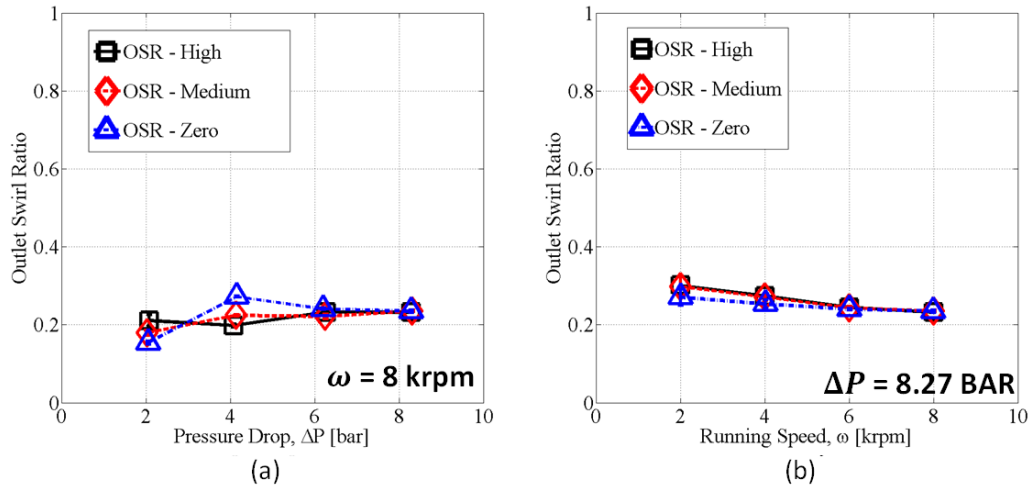 1
0.8
0.6
0.4
0.2
0
0
2
4
6
8
10
Outlet Swirl Ratio
Pressure Drop, ΔP [bar]
OSR - High
OSR - Medium
OSR - Zero
ω = 8 krpm
(a)
1
0.8
0.6
0.4
0.2
0
0
2
4
6
8
10
Outlet Swirl Ratio
Running Speed, ω [krpm]
OSR - High
OSR - Medium
OSR - Zero
ΔP = 8.27 BAR
(b)